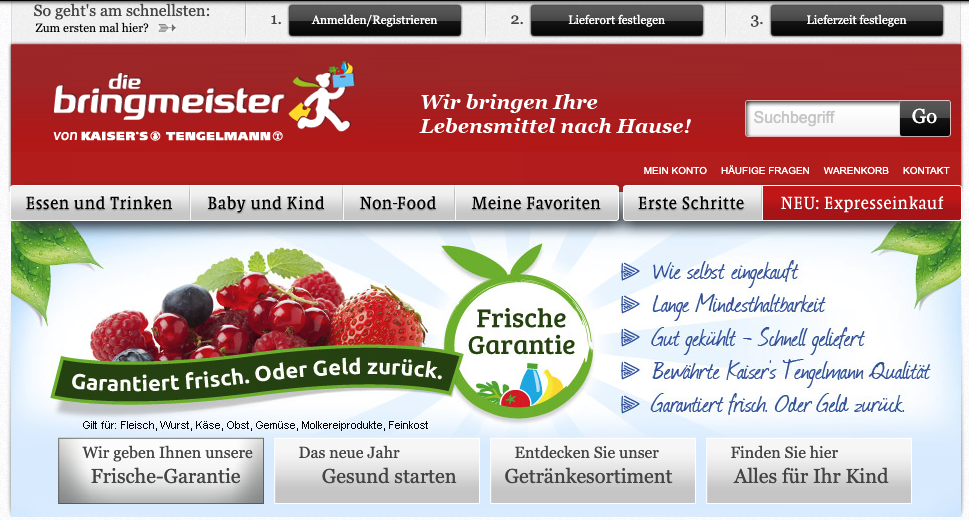 So geht's am schnellsten:
Zum ersten mal hier?
1. Anmelden/Registrieren
2. Lieferort festlegen
3. Lieferzeit festlegen
die
bringmeister
von KAISER'S TENGELMANN
Wir bringen Ihre
Lebensmittel nach Hause!
Suchbegriff Go
MEIN KONTO HÄUFIGE FRAGEN WARENKORB KONTAKT
Essen und Trinken Baby und Kind Non-Food Meine Favoriten Erste Schritte NEU: Expresseinkauf
Frische
Garantie
Garantiert frisch. Oder Geld zurück.
Gilt für: Fleisch, Wurst, Käse, Obst, Gemüse, Molkereiprodukte, Feinkost
Wie selbst eingekauft
Lange Mindesthaltbarkeit
Gut gekühlt – Schnell geliefert
Bewährte Kaiser's Tengelmann Qualität
Garantiert frisch. Oder Geld zurück.
Wir geben Ihnen unsere
Frische-Garantie
Das neue Jahr
Gesund starten
Entdecken Sie unser
Getränkesortiment
Finden Sie hier
Alles für Ihr Kind